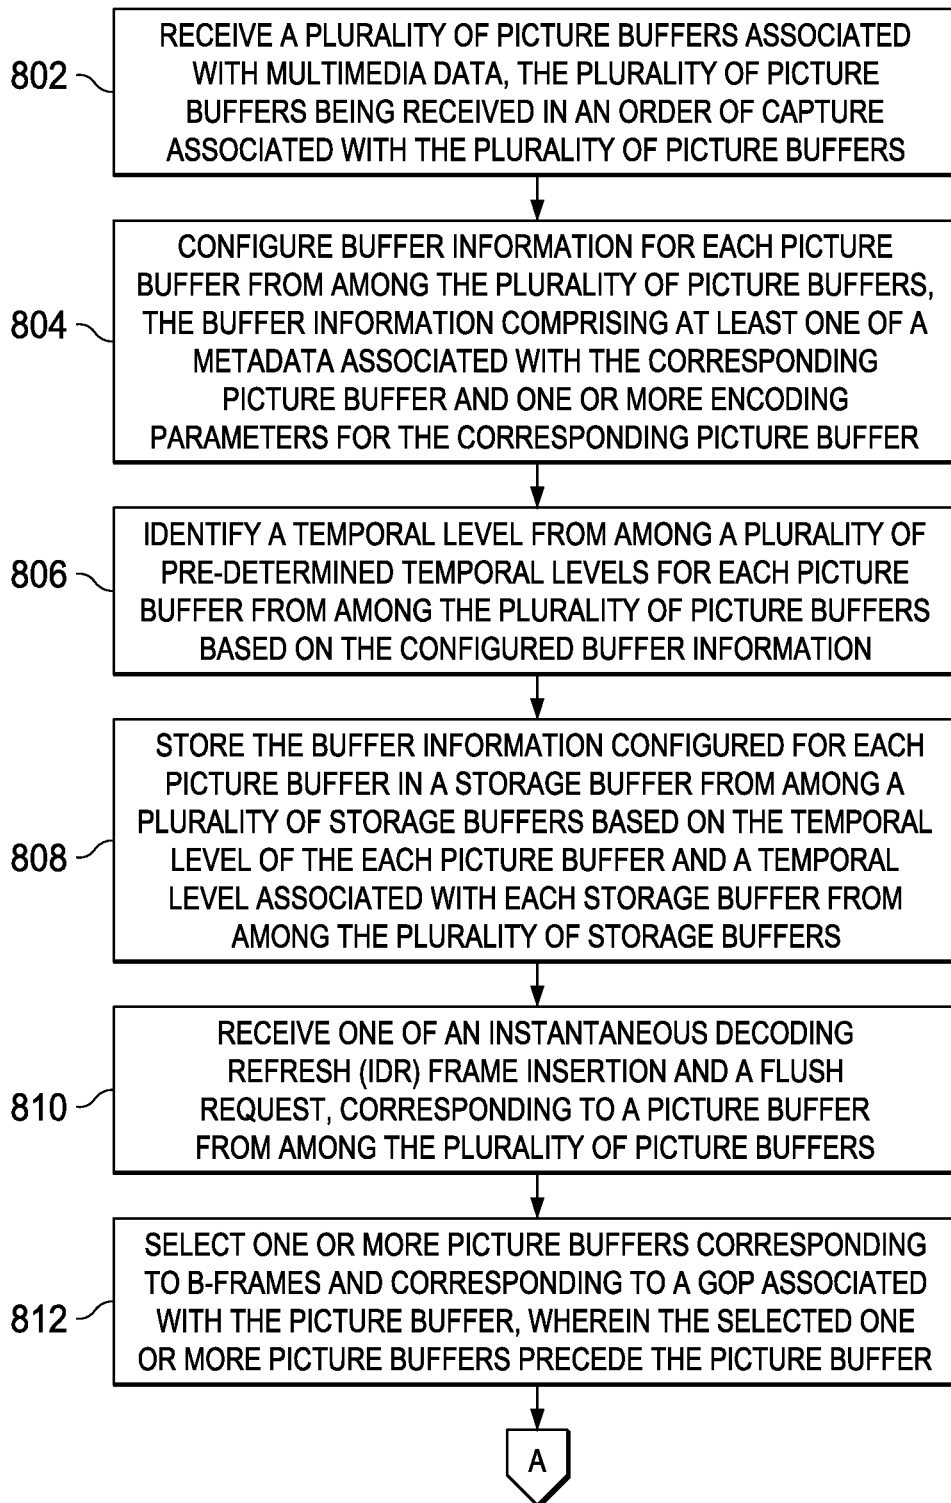 802
RECEIVE A PLURALITY OF PICTURE BUFFERS ASSOCIATED
WITH MULTIMEDIA DATA, THE PLURALITY OF PICTURE
BUFFERS BEING RECEIVED IN AN ORDER OF CAPTURE
ASSOCIATED WITH THE PLURALITY OF PICTURE BUFFERS
804
CONFIGURE BUFFER INFORMATION FOR EACH PICTURE
BUFFER FROM AMONG THE PLURALITY OF PICTURE BUFFERS,
THE BUFFER INFORMATION COMPRISING AT LEAST ONE OF A
METADATA ASSOCIATED WITH THE CORRESPONDING
PICTURE BUFFER AND ONE OR MORE ENCODING
PARAMETERS FOR THE CORRESPONDING PICTURE BUFFER
806
IDENTIFY A TEMPORAL LEVEL FROM AMONG A PLURALITY OF
PRE-DETERMINED TEMPORAL LEVELS FOR EACH PICTURE
BUFFER FROM AMONG THE PLURALITY OF PICTURE BUFFERS
BASED ON THE CONFIGURED BUFFER INFORMATION
808
STORE THE BUFFER INFORMATION CONFIGURED FOR EACH
PICTURE BUFFER IN A STORAGE BUFFER FROM AMONG A
PLURALITY OF STORAGE BUFFERS BASED ON THE TEMPORAL
LEVEL OF THE EACH PICTURE BUFFER AND A TEMPORAL
LEVEL ASSOCIATED WITH EACH STORAGE BUFFER FROM
AMONG THE PLURALITY OF STORAGE BUFFERS
810
RECEIVE ONE OF AN INSTANTANEOUS DECODING
REFRESH (IDR) FRAME INSERTION AND A FLUSH
REQUEST, CORRESPONDING TO A PICTURE BUFFER
FROM AMONG THE PLURALITY OF PICTURE BUFFERS
812
SELECT ONE OR MORE PICTURE BUFFERS CORRESPONDING
TO B-FRAMES AND CORRESPONDING TO A GOP ASSOCIATED
WITH THE PICTURE BUFFER, WHEREIN THE SELECTED ONE
OR MORE PICTURE BUFFERS PRECEDE THE PICTURE BUFFER
A